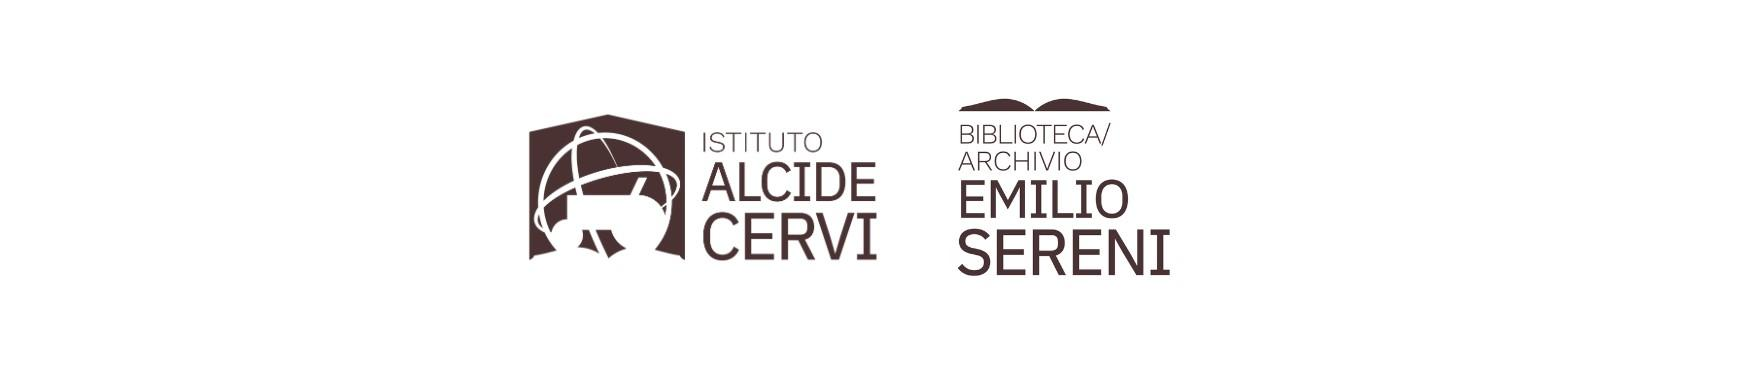 ISTITUTO
ALCIDE
CERVI
BIBLIOTECA/
ARCHIVIO
EMILIO
SERENI